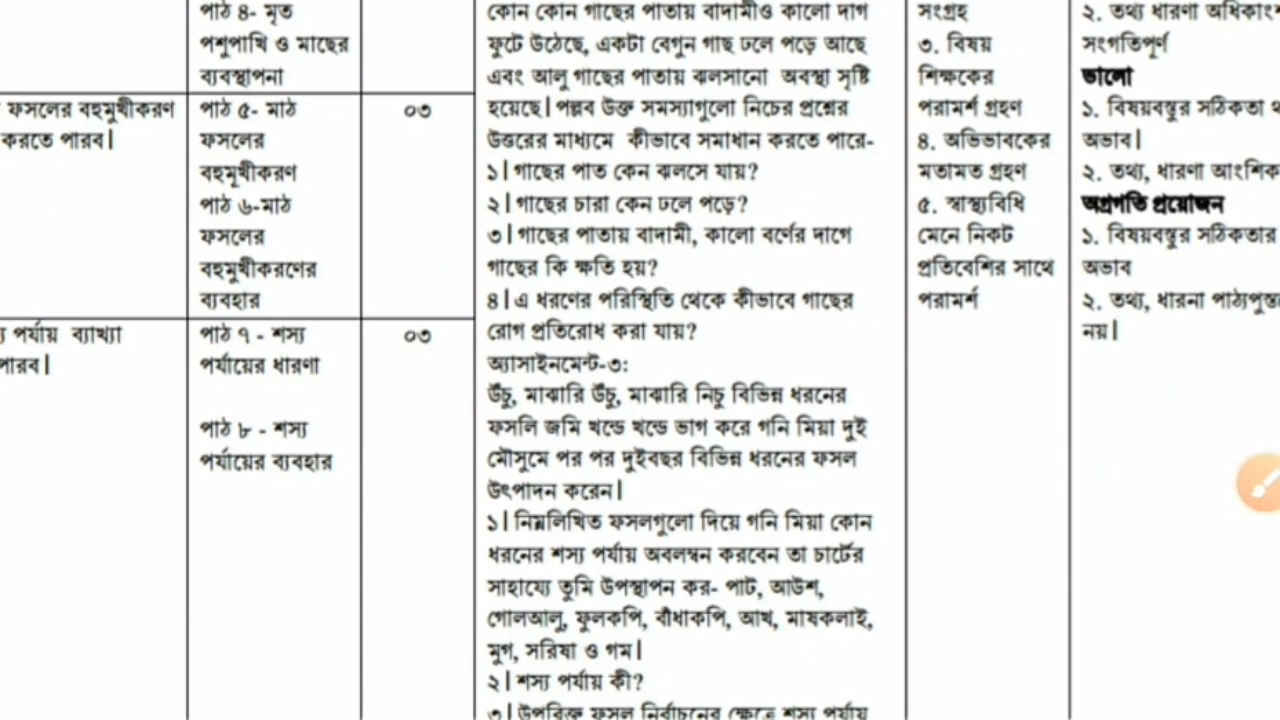 পাঠ ৪- মৃত
পশুপাখি ও মাছের
ব্যবস্থাপনা
ফসলের বহুমুখীকরণ
করতে পারব।
পাঠ ৫- মাঠ
ফসলের
বহুমূখীকরণ
পাঠ ৬-মাঠ
ফসলের
বহুমুখীকরণের
ব্যবহার
০৩
পর্যায় ব্যাখ্যা
পারব।
পাঠ ৭ - শস্য
পর্যায়ের ধারণা
পাঠ ৮ - শস্য
পর্যায়ের ব্যবহার
০৩
কোন কোন গাছের পাতায় বাদামীও কালো দাগ
ফুটে উঠেছে, একটা বেগুন গাছ ঢলে পড়ে আছে
এবং আলু গাছের পাতায় ঝলসানো অবস্থা সৃষ্টি
হয়েছে। পল্লব উক্ত সমস্যাগুলো নিচের প্রশ্নের
উত্তরের মাধ্যমে কীভাবে সমাধান করতে পারে-
১। গাছের পাত কেন ঝলসে যায়?
২। গাছের চারা কেন ঢলে পড়ে?
৩। গাছের পাতায় বাদামী, কালো বর্ণের দাগে
গাছের কি ক্ষতি হয়?
৪। এ ধরণের পরিস্থিতি থেকে কীভাবে গাছের
রোগ প্রতিরোধ করা যায়?
অ্যাসাইনমেন্ট-৩:
উঁচু, মাঝারি উঁচু, মাঝারি নিচু বিভিন্ন ধরনের
ফসলি জমি খন্ডে খন্ডে ভাগ করে গনি মিয়া দুই
মৌসুমে পর পর দুইবছর বিভিন্ন ধরনের ফসল
উৎপাদন করেন।
১। নিম্নলিখিত ফসলগুলো দিয়ে গনি মিয়া কোন
ধরনের শস্য পর্যায় অবলম্বন করবেন তা চার্টের
সাহায্যে তুমি উপস্থাপন কর- পাট, আউশ,
গোলআলু, ফুলকপি, বাঁধাকপি, আখ, মাষকলাই,
মুগ, সরিষা ও গম।
২। শস্য পর্যায় কী?
৩। উপরিক্ত ফসল নির্বাচনের ক্ষেত্রে শস্য পর্যায়
সংগ্রহ
৩. বিষয়
শিক্ষকের
পরামর্শ গ্রহণ
৪. অভিভাবকের
মতামত গ্রহণ
৫. স্বাস্থ্যবিধি
মেনে নিকট
প্রতিবেশির সাথে
পরামর্শ
২. তথ্য ধারণা অধিকাংশ
সংগতিপূর্ণ
ভালো
১. বিষয়বস্তুর সঠিকতা
অভাব।
২. তথ্য, ধারণা আংশিক
অগ্রগতি প্রয়োজন
১. বিষয়বস্তুর সঠিকতার
অভাব
২. তথ্য, ধারনা
নয়।